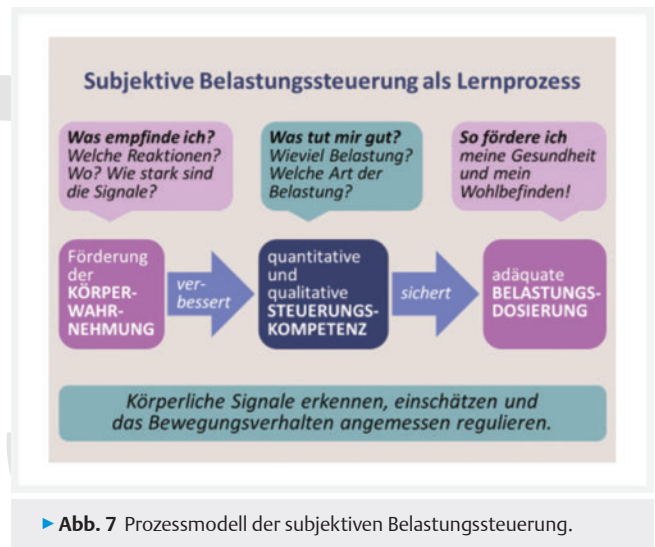 Subjektive Belastungssteuerung als Lernprozess
Was empfinde ich?
Welche Reaktionen?
Wo? Wie stark sind
die Signale?
Was tut mir gut?
Wieviel Belastung?
Welche Art der
Belastung?
So fördere ich
meine Gesundheit
und mein
Wohlbefinden!
Förderung
der
KÖRPER-
WAHR-
NEHMUNG
ver-
bessert
quantitative
und
qualitative
STEUERUNGS-
KOMPETENZ
sichert
adäquate
BELASTUNGS-
DOSIERUNG
Körperliche Signale erkennen, einschätzen und
das Bewegungsverhalten angemessen regulieren.
▶ Abb. 7 Prozessmodell der subjektiven Belastungssteuerung.